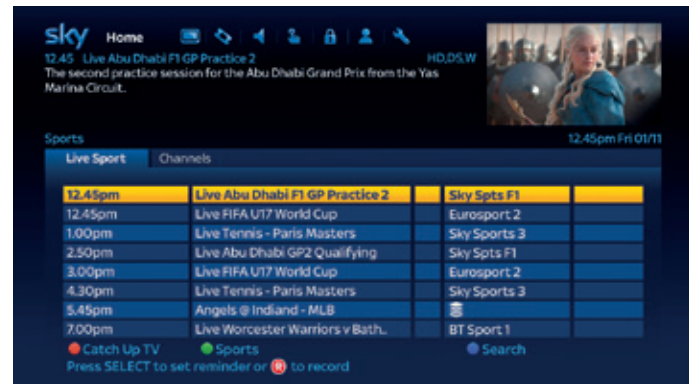 sky Home
12.45 Live Abu Dhabi F1 GP Practice 2 HD,DS,W
The second practice session for the Abu Dhabi Grand Prix from the Yas
Marina Circuit.
Sports 12.45pm Fri 01/11
Live Sport Channels
12.45pm Live Abu Dhabi F1 GP Practice 2 Sky Spts F1
12.45pm Live FIFA U17 World Cup Eurosport 2
1.00pm Live Tennis - Paris Masters Sky Sports 3
2.50pm Live Abu Dhabi GP2 Qualifying Sky Spts F1
3.00pm Live FIFA U17 World Cup Eurosport 2
4.30pm Live Tennis - Paris Masters Sky Sports 3
5.45pm Angels @ Indiand - MLB
7.00pm Live Worcester Warriors v Bath.. BT Sport 1
Catch Up TV Sports Search
Press SELECT to set reminder or R to record